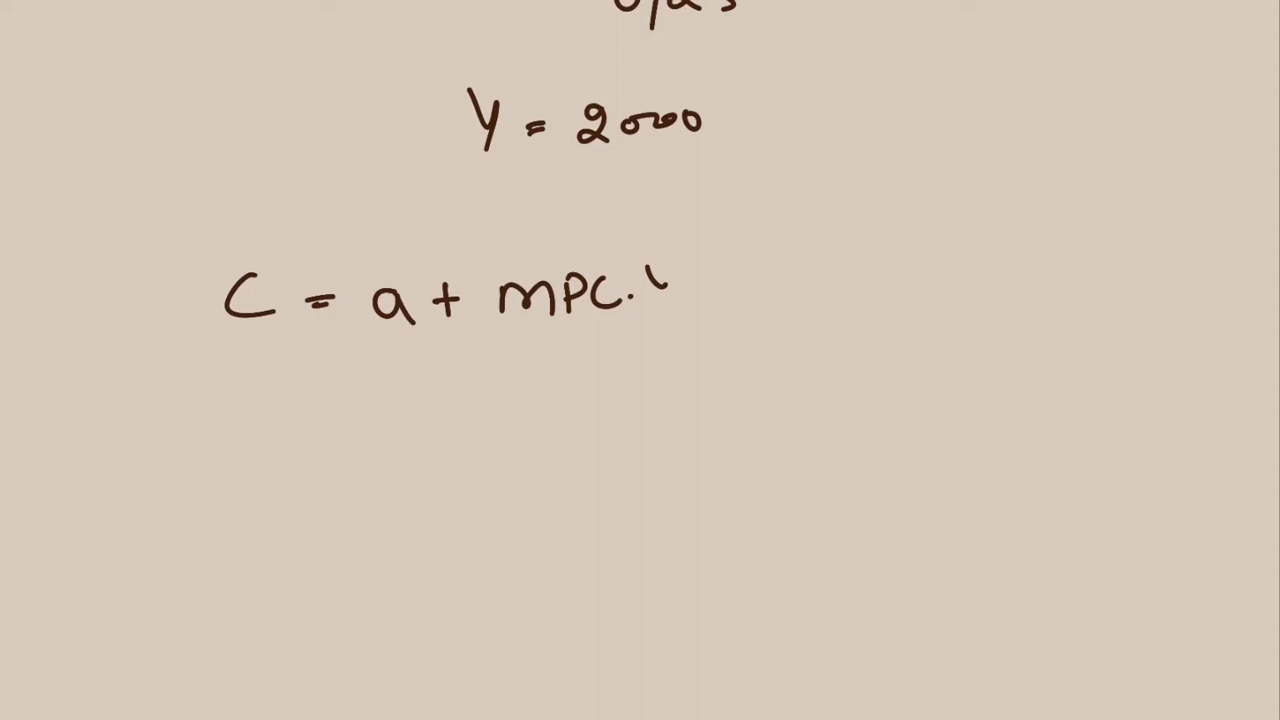 Y = 2000
C = a + MPC.